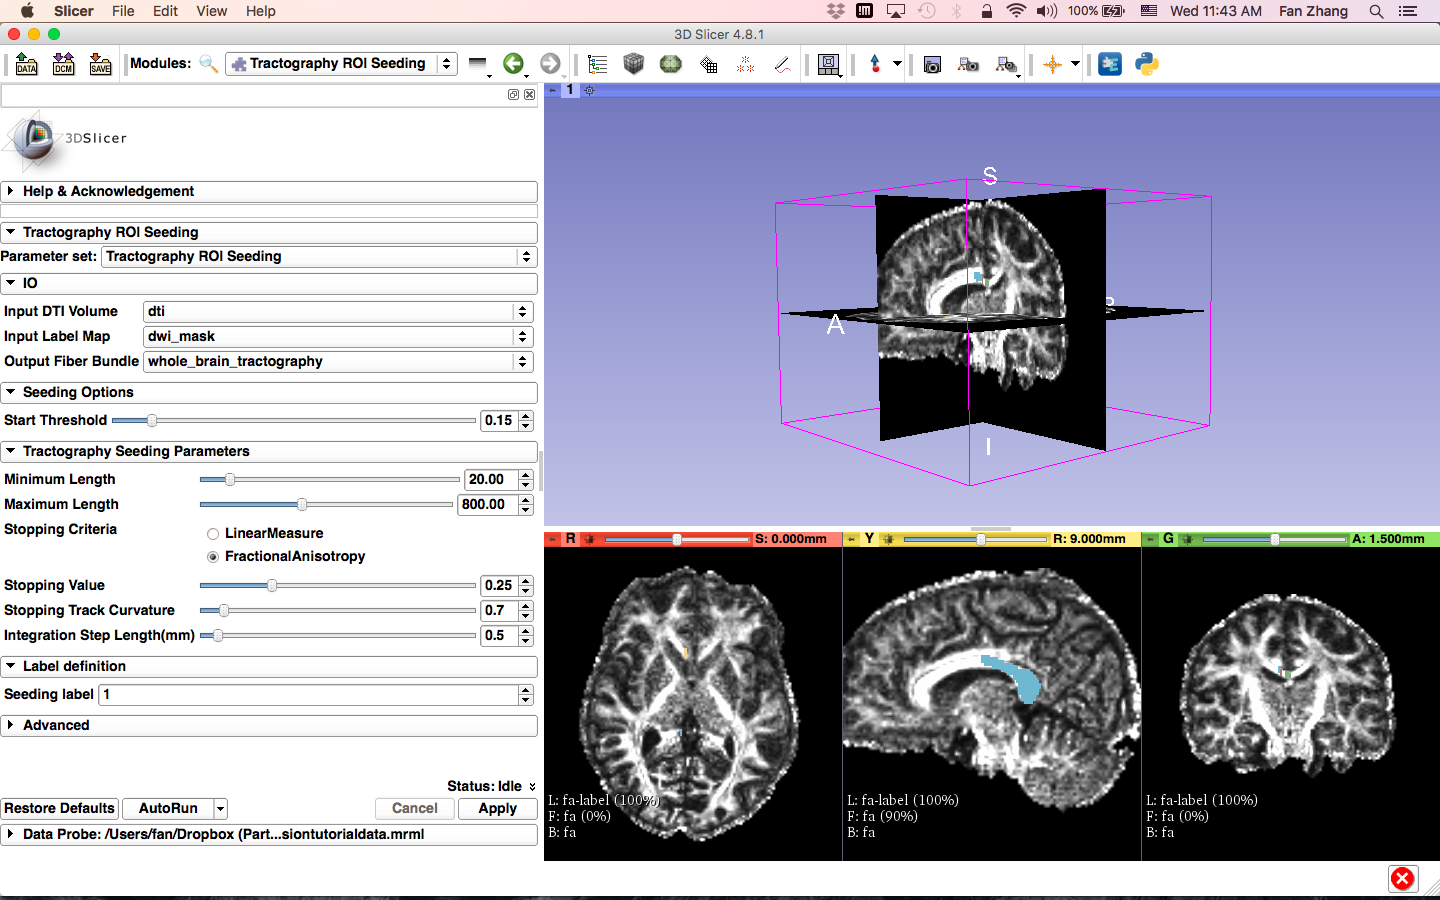 Slicer File Edit View Help 100% Wed 11:43 AM Fan Zhang
3D Slicer 4.8.1
DATA DCM SAVE Modules: Tractography ROI Seeding
1
3DSlicer
Help & Acknowledgement
Tractography ROI Seeding
Parameter set: Tractography ROI Seeding
IO
Input DTI Volume dti
Input Label Map dwi_mask
Output Fiber Bundle whole_brain_tractography
Seeding Options
Start Threshold 0.15
Tractography Seeding Parameters
Minimum Length 20.00
Maximum Length 800.00
Stopping Criteria
LinearMeasure
FractionalAnisotropy
Stopping Value 0.25
Stopping Track Curvature 0.7
Integration Step Length(mm) 0.5
Label definition
Seeding label 1
Advanced
Status: Idle
Restore Defaults AutoRun Cancel Apply
Data Probe: /Users/fan/Dropbox (Part...siontutorialdata.mrml
S
A
I
R S: 0.000mm
L: fa-label (100%)
F: fa (0%)
B: fa
Y R: 9.000mm
L: fa-label (100%)
F: fa (90%)
B: fa
G A: 1.500mm
L: fa-label (100%)
F: fa (0%)
B: fa